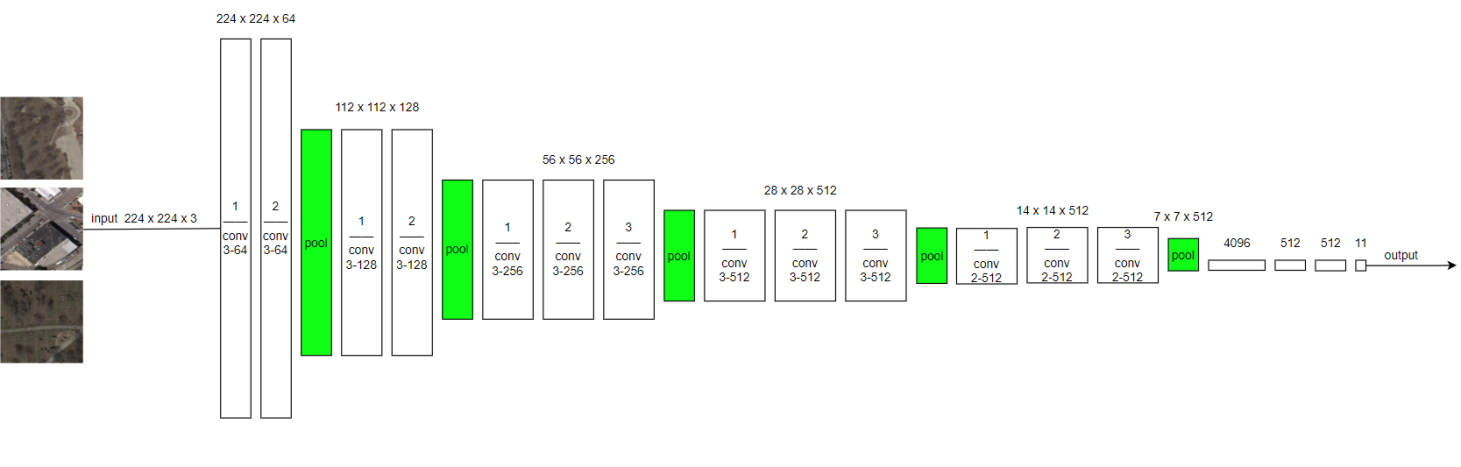 224 x 224 x 64
112 x 112 x 128
56 x 56 x 256
28 x 28 x 512
14 x 14 x 512
7 x 7 x 512
4096
512
512
11
input 224 x 224 x 3
1
conv
3-64
2
conv
3-64
pool
1
conv
3-128
2
conv
3-128
pool
1
conv
3-256
2
conv
3-256
3
conv
3-256
pool
1
conv
3-512
2
conv
3-512
3
conv
3-512
pool
1
conv
2-512
2
conv
2-512
3
conv
2-512
pool
output